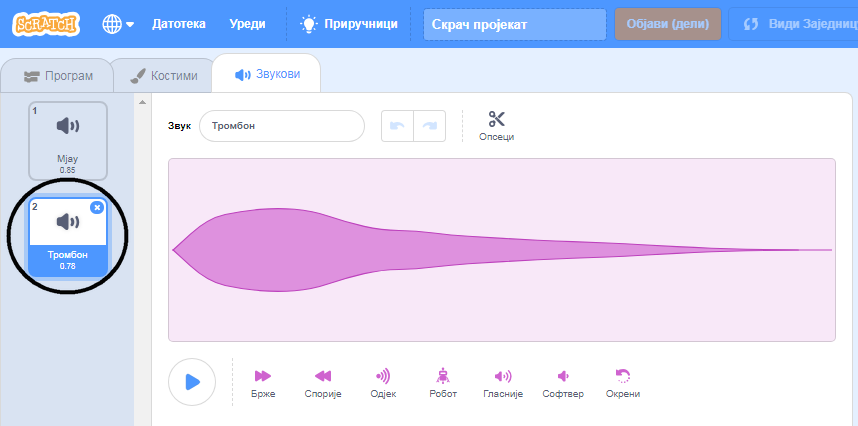 SCRATCH
Датотека
Уреди
Приручници
Скрач пројекат
Објави (дели)
Види Заједниц
Програм
Костими
Звукови
1
Мјау
0.85
2
Тромбон
0.78
Звук
Тромбон
Опсеци
Брже
Спорије
Одјек
Робот
Гласније
Софтвер
Окрени